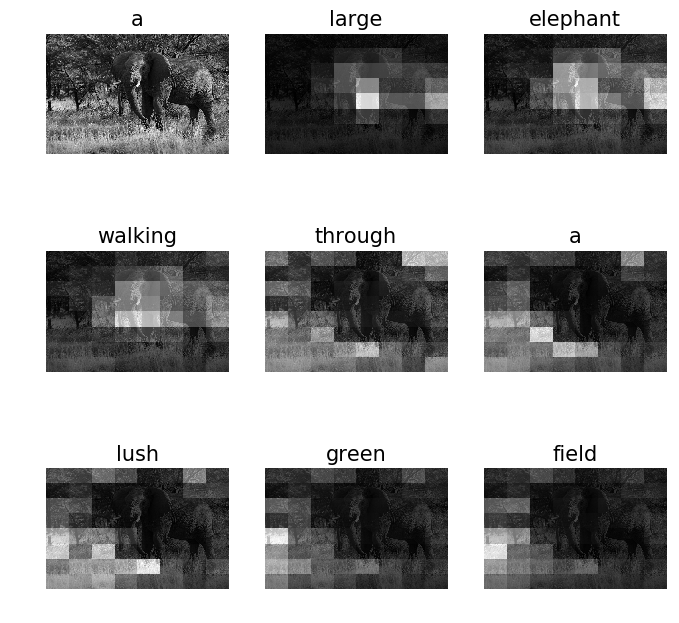 a large elephant
walking through a
lush green field